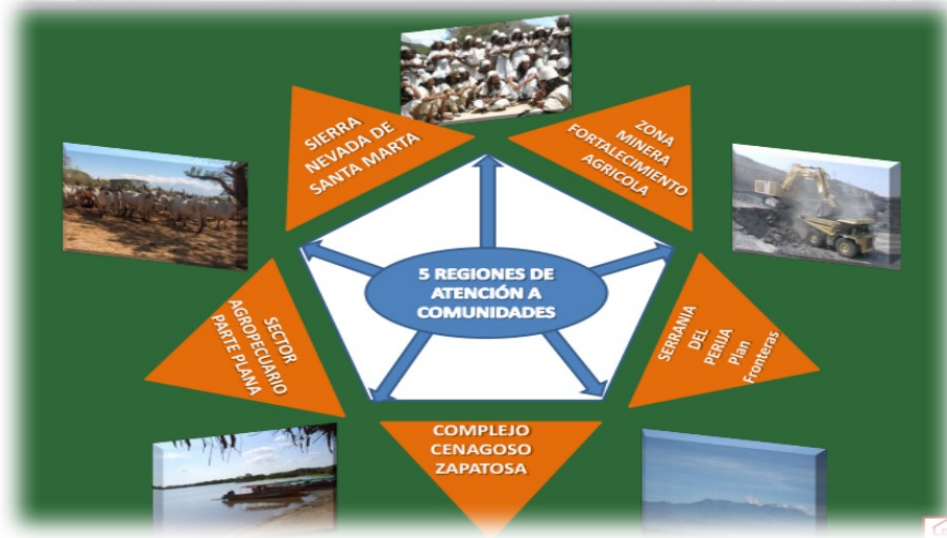 SIERRA
NEVADA DE
SANTA MARTA
ZONA
MINERA
FORTALECIMIENTO
AGRICOLA
5 REGIONES DE
ATENCIÓN A
COMUNIDADES
SECTOR
AGROPECUARIO
PARTE PLANA
SERRANIA
DEL
PERIJA
Plan
Fronteras
COMPLEJO
CENAGOSO
ZAPATOSA